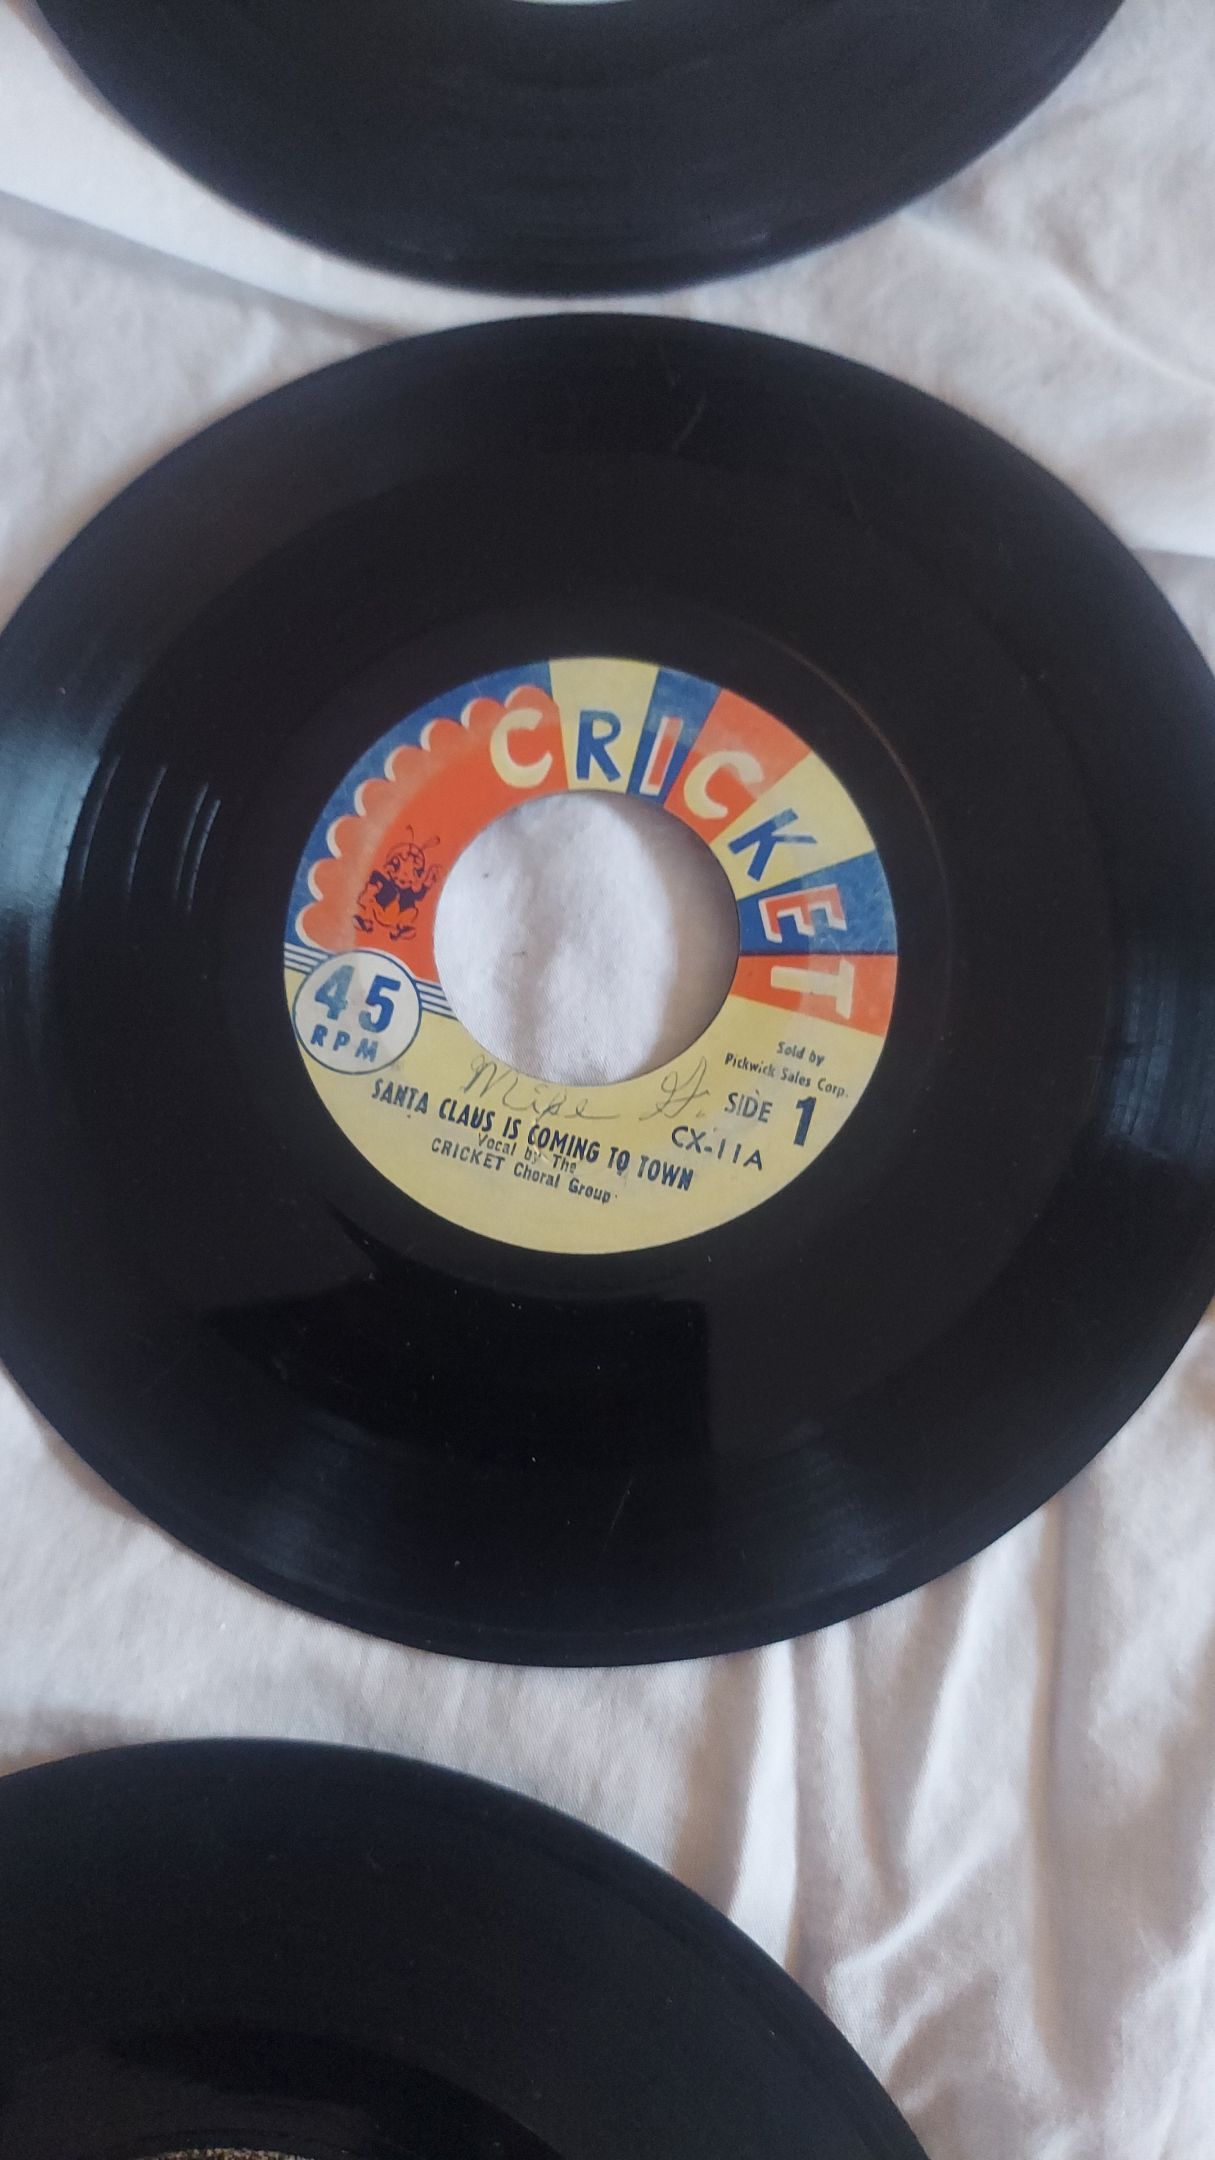 CRICKET
45
RPM
Sold by
Pickwick Sales Corp.
SIDE 1
CX-11A
Mike G.
SANTA CLAUS IS COMING TO TOWN
Vocal by The
CRICKET Choral Group